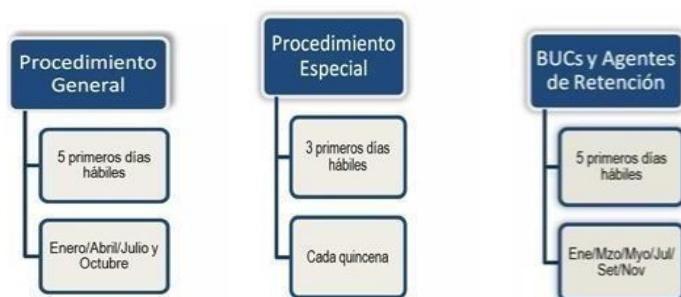 Procedimiento
General
5 primeros días
hábiles
Enero/Abril/Julio y
Octubre
Procedimiento
Especial
3 primeros días
hábiles
Cada quincena
BUCs y Agentes
de Retención
5 primeros días
hábiles
Ene/Mzo/Myo/Jul/
Set/Nov